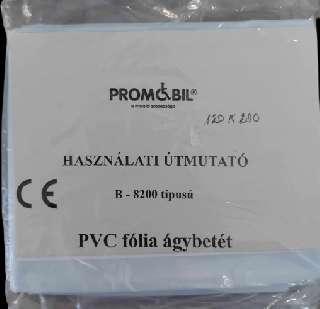 PROMOBIL®
120 x 200
HASZNÁLATI ÚTMUTATÓ
CE
B - 8200 típusú
PVC fólia ágybetét